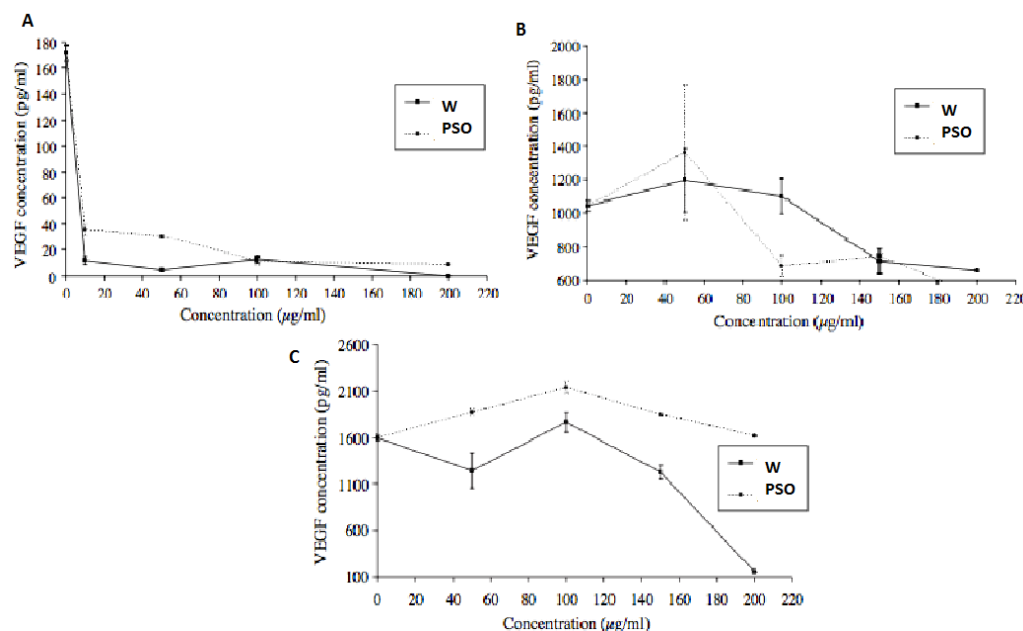 A
VEGF concentration (pg/ml)
180
160
140
120
100
80
60
40
20
0
0 20 40 60 80 100 120 140 160 180 200 220
Concentration (µg/ml)
W
PSO
B
VEGF concentration (pg/ml)
2000
1800
1600
1400
1200
1000
800
600
0 20 40 60 80 100 120 140 160 180 200 220
Concentration (µg/ml)
W
PSO
C
VEGF concentration (pg/ml)
2600
2100
1600
1100
600
100
0 20 40 60 80 100 120 140 160 180 200 220
Concentration (µg/ml)
W
PSO